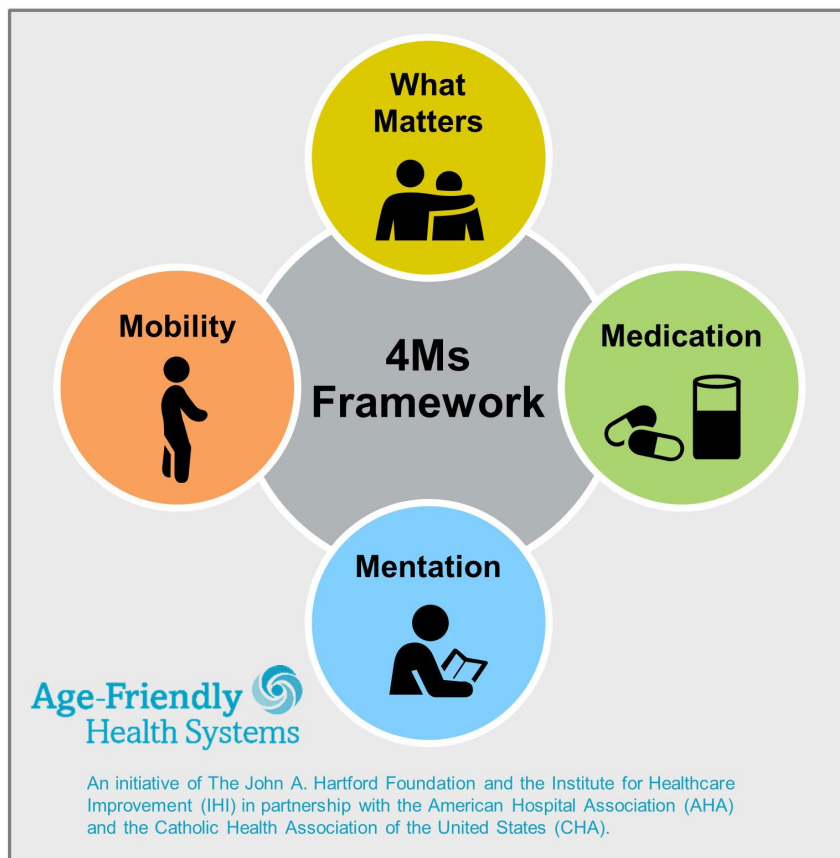 What
Matters
Mobility
4Ms
Framework
Medication
Mentation
Age-Friendly
Health Systems
An initiative of The John A. Hartford Foundation and the Institute for Healthcare
Improvement (IHI) in partnership with the American Hospital Association (AHA)
and the Catholic Health Association of the United States (CHA).